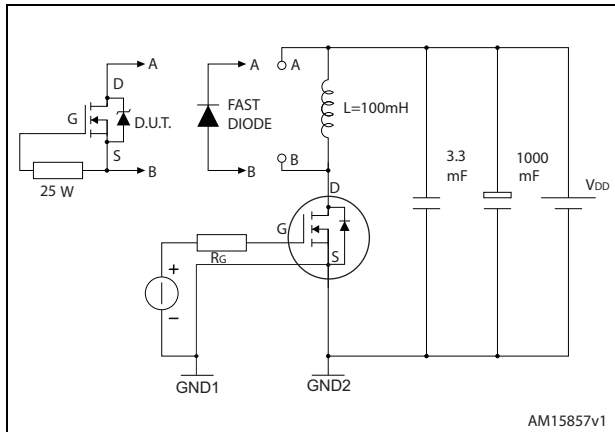 A
D
G
D.U.T.
S
B
25 W
A
FAST
DIODE
B
A
L=100mH
B
D
G
S
RG
+
–
GND1
GND2
3.3
mF
1000
mF
VDD
AM15857v1